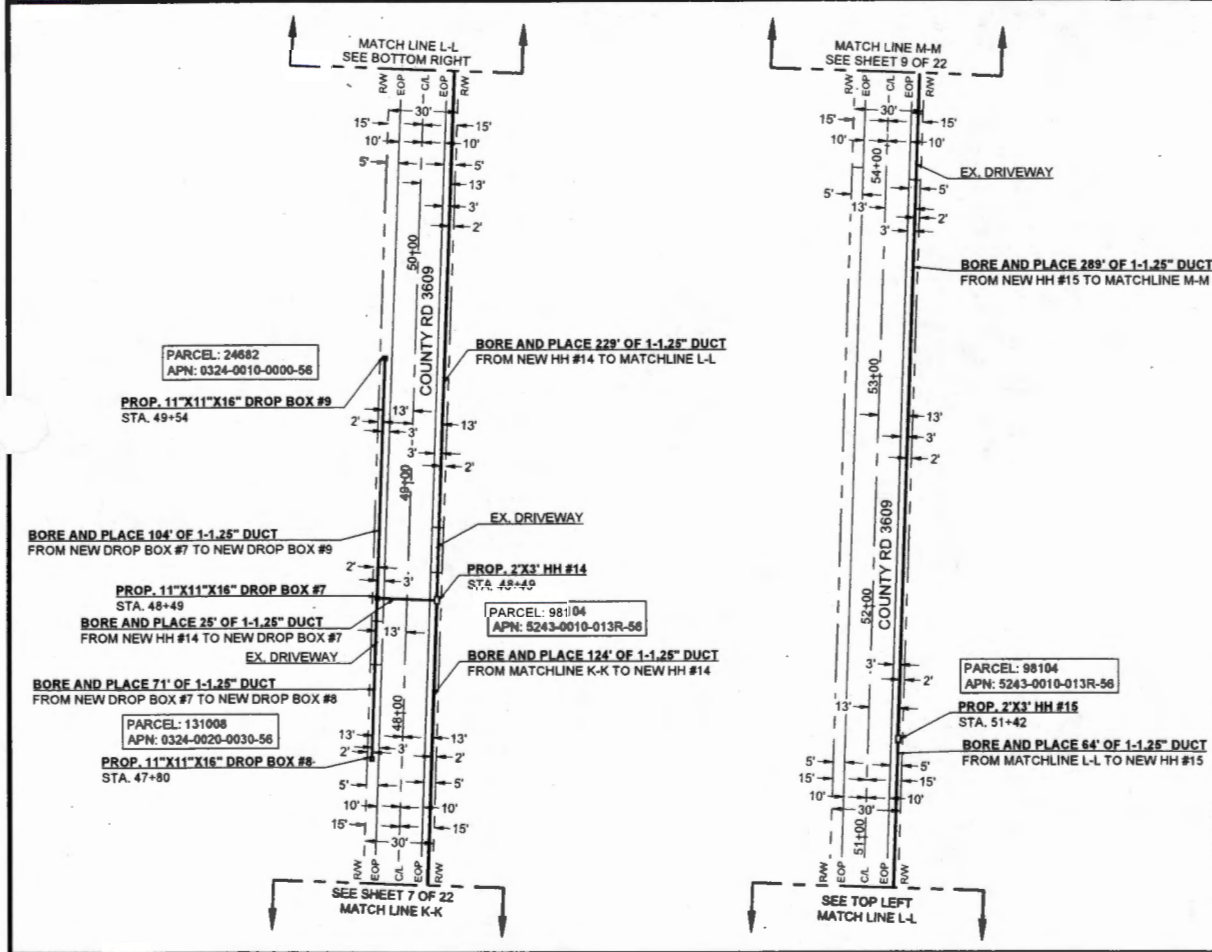 MATCH LINE L-L
SEE BOTTOM RIGHT
R/W
EOP
C/L
EOP
R/W
30'
15'
15'
10'
10'
5'
5'
13'
3'
2'
50+00
COUNTY RD 3609
BORE AND PLACE 229' OF 1-1.25" DUCT
FROM NEW HH #14 TO MATCHLINE L-L
PARCEL: 24682
APN: 0324-0010-0000-56
PROP. 11"X11"X16" DROP BOX #9
STA. 49+54
13'
2'
3'
13'
3'
2'
49+00
EX. DRIVEWAY
BORE AND PLACE 104' OF 1-1.25" DUCT
FROM NEW DROP BOX #7 TO NEW DROP BOX #9
2'
3'
PROP. 2'X3' HH #14
STA. 48+49
PROP. 11"X11"X16" DROP BOX #7
STA. 48+49
PARCEL: 98104
APN: 5243-0010-013R-56
BORE AND PLACE 25' OF 1-1.25" DUCT
FROM NEW HH #14 TO NEW DROP BOX #7
13'
EX. DRIVEWAY
BORE AND PLACE 124' OF 1-1.25" DUCT
FROM MATCHLINE K-K TO NEW HH #14
BORE AND PLACE 71' OF 1-1.25" DUCT
FROM NEW DROP BOX #7 TO NEW DROP BOX #8
48+00
PARCEL: 131008
APN: 0324-0020-0030-56
13'
13'
2'
3'
2'
PROP. 11"X11"X16" DROP BOX #8
STA. 47+80
5'
5'
10'
10'
15'
15'
30'
R/W
EOP
C/L
EOP
R/W
SEE SHEET 7 OF 22
MATCH LINE K-K
MATCH LINE M-M
SEE SHEET 9 OF 22
R/W
EOP
C/L
EOP
R/W
30'
15'
15'
10'
10'
54+00
EX. DRIVEWAY
5'
5'
13'
2'
3'
BORE AND PLACE 289' OF 1-1.25" DUCT
FROM NEW HH #15 TO MATCHLINE M-M
53+00
13'
3'
2'
COUNTY RD 3609
52+00
3'
2'
PARCEL: 98104
APN: 5243-0010-013R-56
13'
PROP. 2'X3' HH #15
STA. 51+42
BORE AND PLACE 64' OF 1-1.25" DUCT
FROM MATCHLINE L-L TO NEW HH #15
5'
5'
15'
15'
10'
10'
30'
51+00
R/W
EOP
C/L
EOP
R/W
SEE TOP LEFT
MATCH LINE L-L